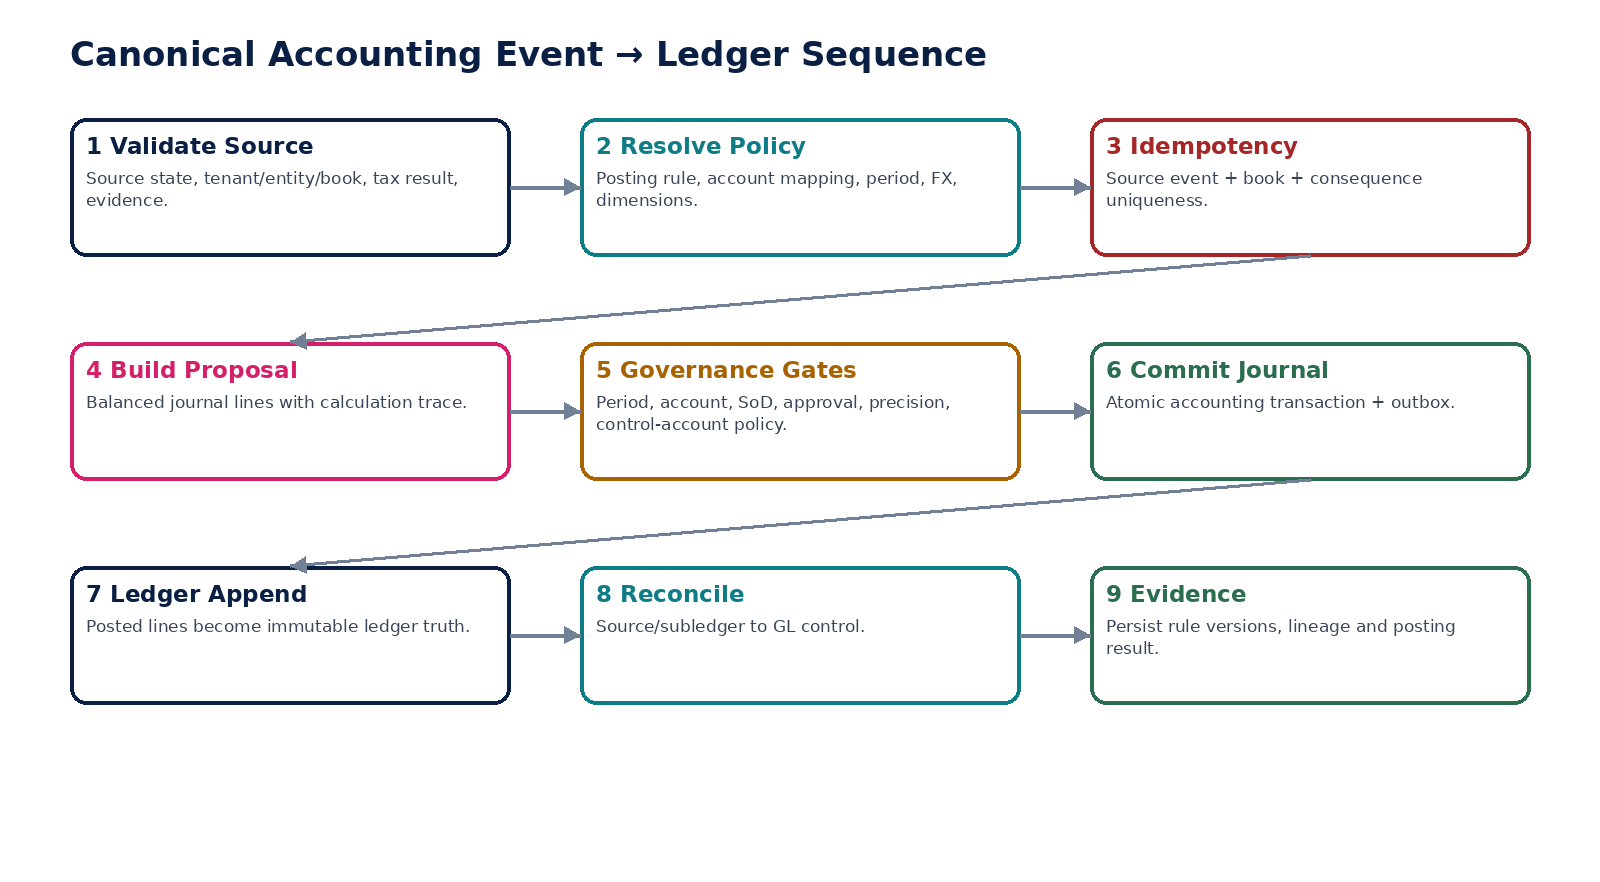 Canonical Accounting Event → Ledger Sequence
1 Validate Source
Source state, tenant/entity/book, tax result,
evidence.
2 Resolve Policy
Posting rule, account mapping, period, FX,
dimensions.
3 Idempotency
Source event + book + consequence
uniqueness.
4 Build Proposal
Balanced journal lines with calculation trace.
5 Governance Gates
Period, account, SoD, approval, precision,
control-account policy.
6 Commit Journal
Atomic accounting transaction + outbox.
7 Ledger Append
Posted lines become immutable ledger truth.
8 Reconcile
Source/subledger to GL control.
9 Evidence
Persist rule versions, lineage and posting
result.